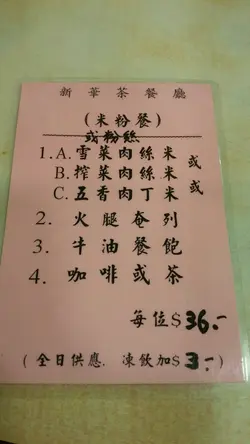 新華茶餐廳
(米粉餐)
或粉絲
1. A. 雪菜肉絲米或
B. 榨菜肉絲米或
C. 五香肉丁米
2. 火腿奄列
3. 牛油餐飽
4. 咖啡或茶
每位$36.-
(全日供應. 凍飲加$3.-)